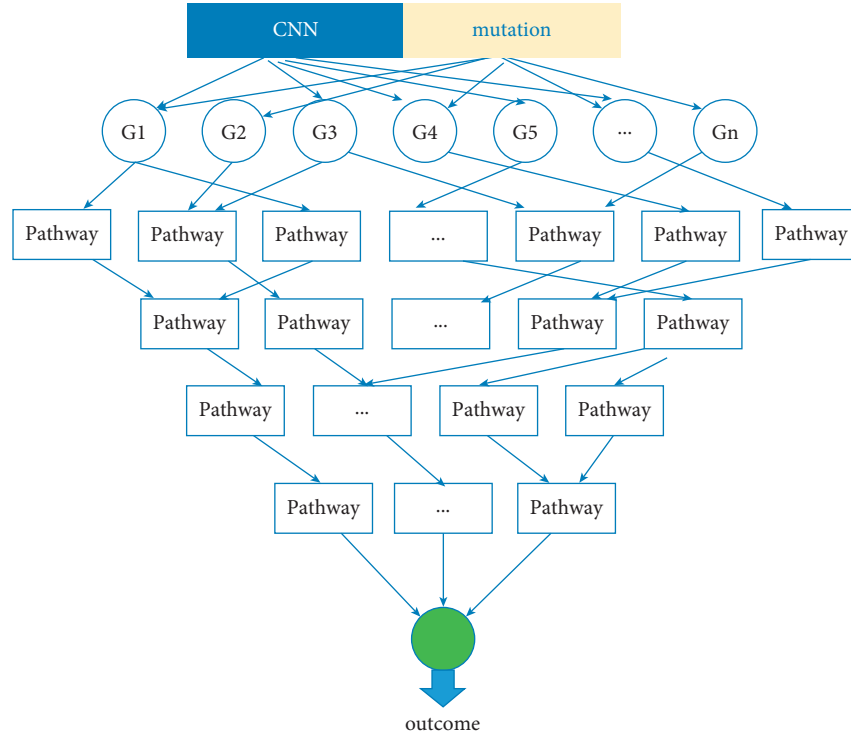 CNN mutation
G1 G2 G3 G4 G5 ... Gn
Pathway Pathway Pathway ... Pathway Pathway Pathway
Pathway Pathway ... Pathway Pathway
Pathway ... Pathway Pathway
Pathway ... Pathway
outcome